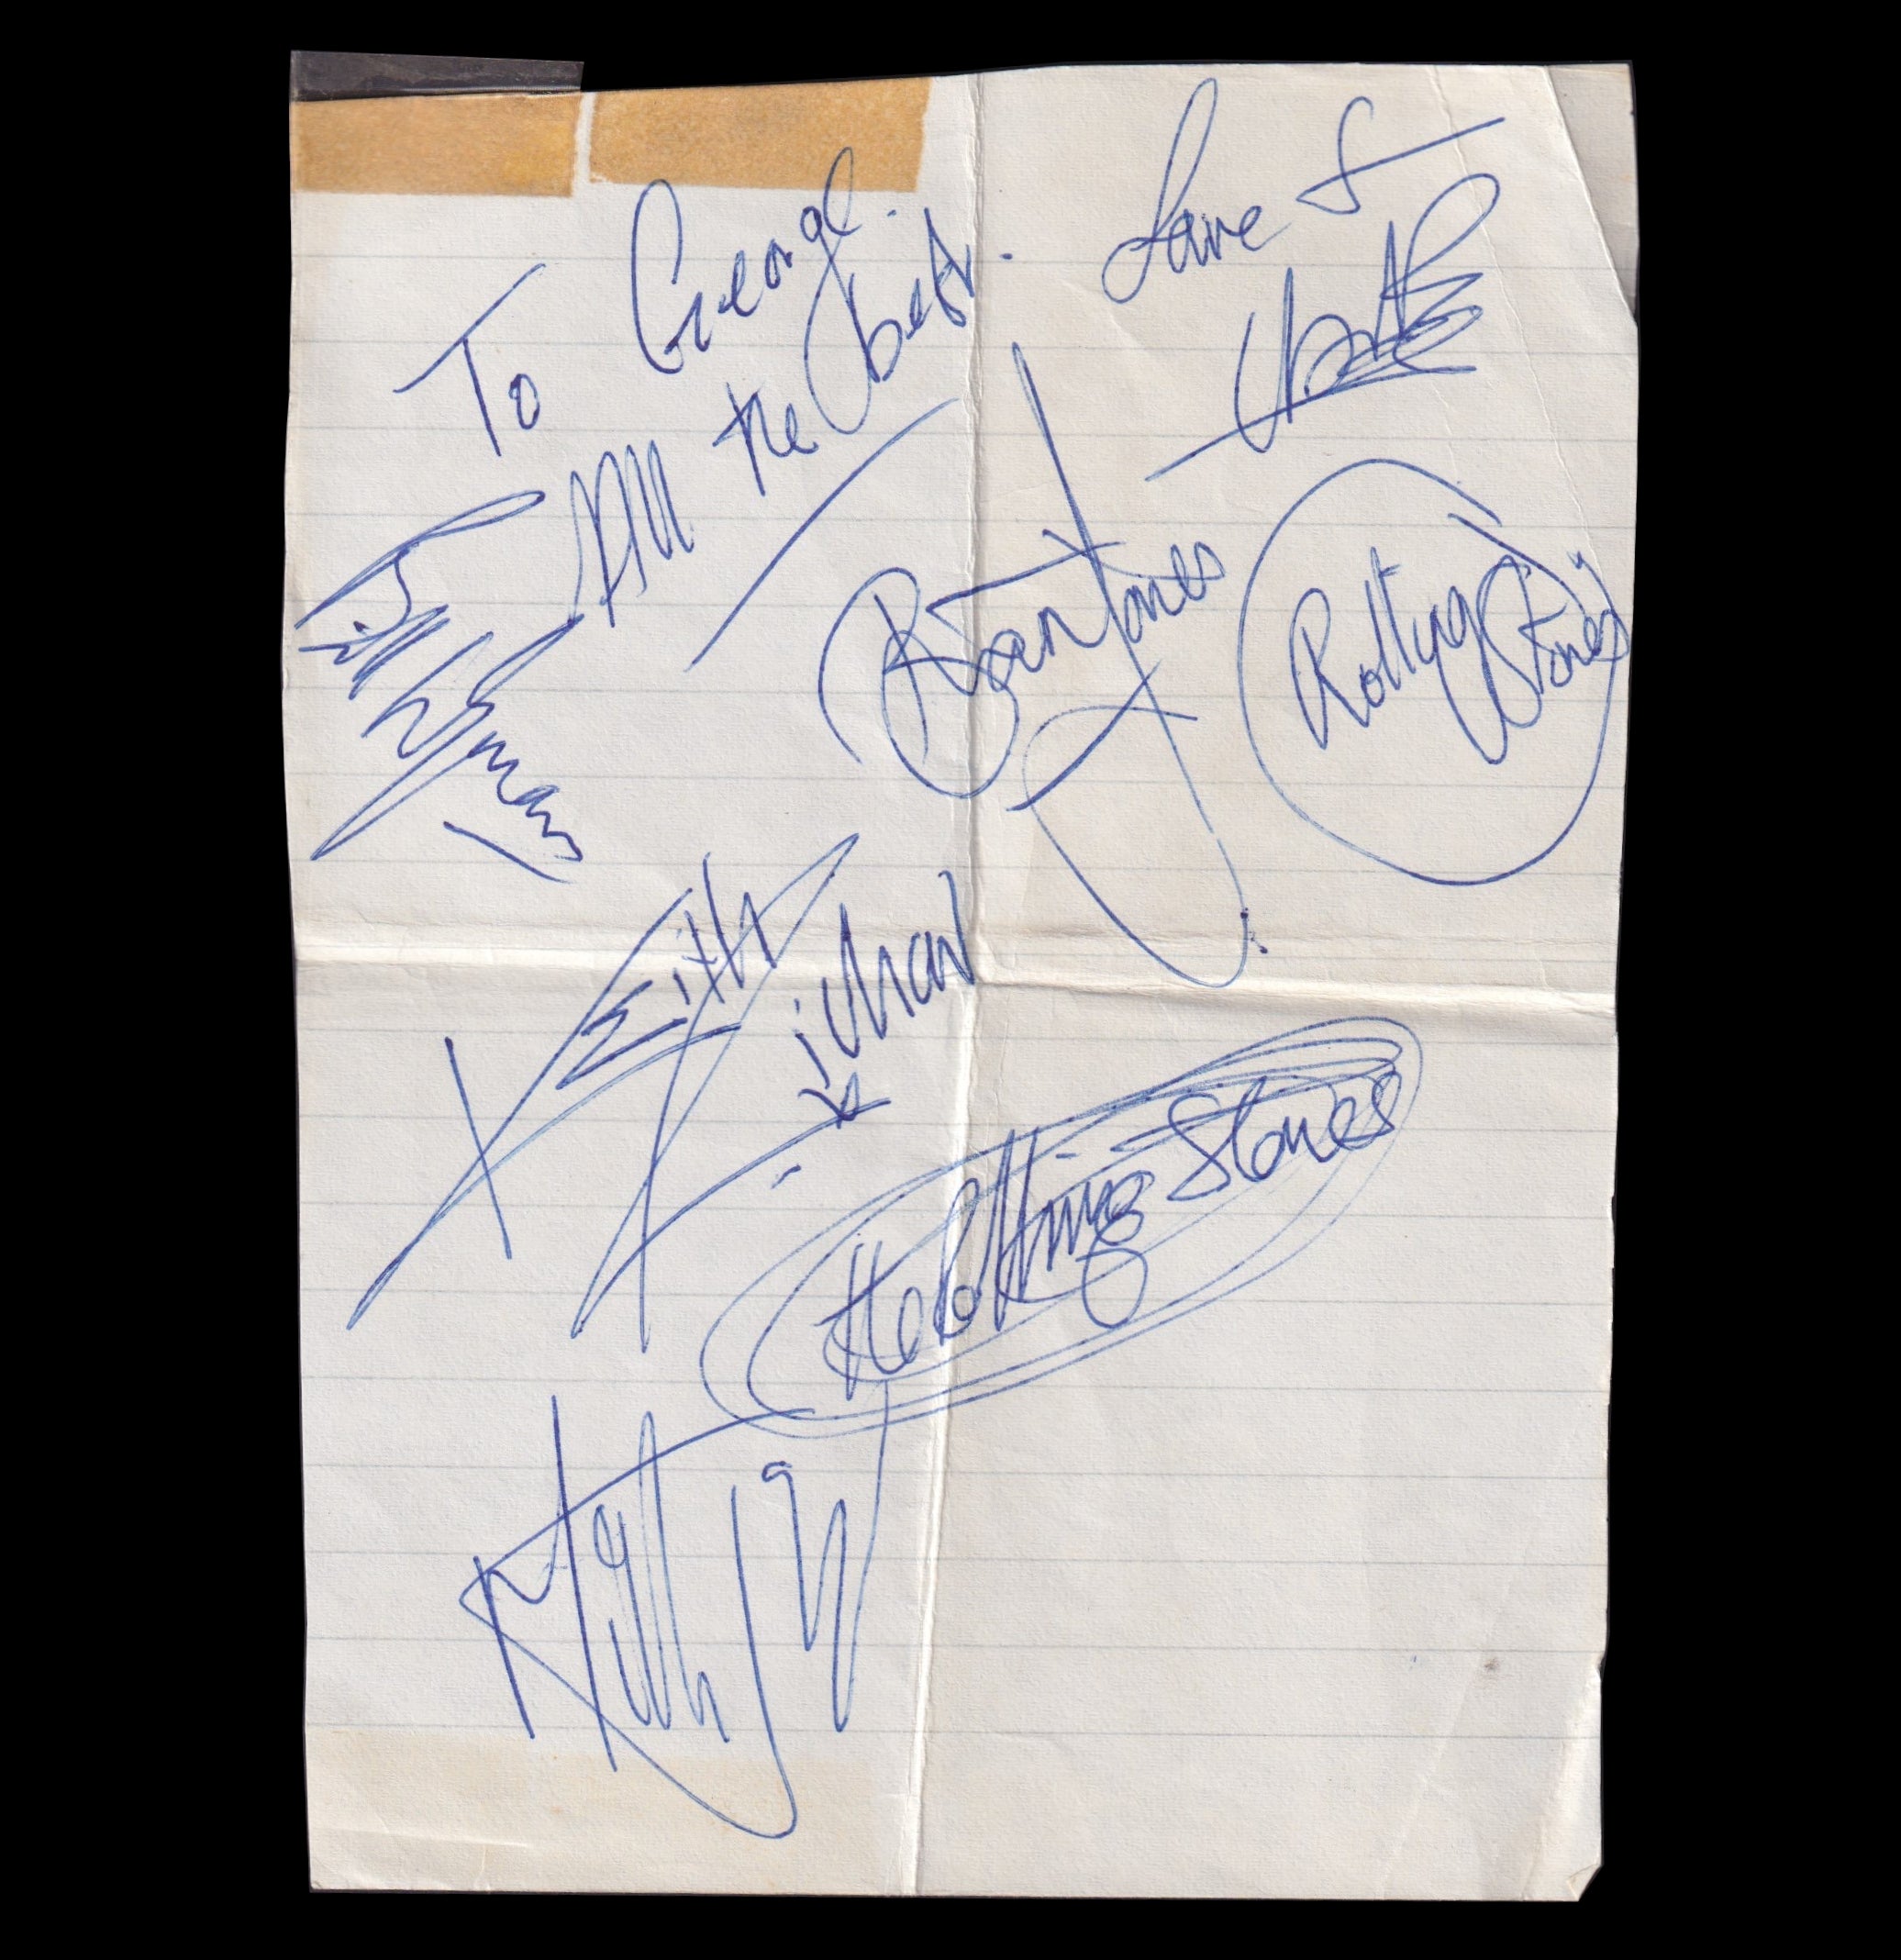 To George
All the best.
Love
Bill Wyman
Brian Jones
Rolling Stones
Keith Richard
the Rolling Stones